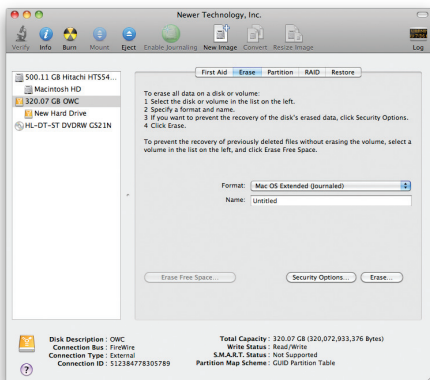 Newer Technology, Inc.
Verify Info Burn Mount Eject Enable Journaling New Image Convert Resize Image Log
500.11 GB Hitachi HTS54...
Macintosh HD
320.07 GB OWC
New Hard Drive
HL-DT-ST DVDRW GS21N
First Aid Erase Partition RAID Restore
To erase all data on a disk or volume:
1 Select the disk or volume in the list on the left.
2 Specify a format and name.
3 If you want to prevent the recovery of the disk's erased data, click Security Options.
4 Click Erase.
To prevent the recovery of previously deleted files without erasing the volume, select a
volume in the list on the left, and click Erase Free Space.
Format: Mac OS Extended (Journaled)
Name: Untitled
Erase Free Space... Security Options... Erase...
Disk Description : OWC Total Capacity : 320.07 GB (320,072,933,376 Bytes)
Connection Bus : FireWire Write Status : Read/Write
Connection Type : External S.M.A.R.T. Status : Not Supported
Connection ID : 512384778305789 Partition Map Scheme : GUID Partition Table
?